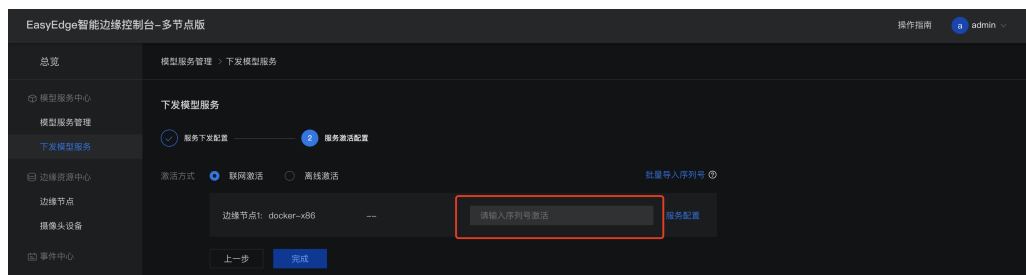 EasyEdge智能边缘控制台-多节点版
操作指南
a admin
总览
模型服务管理 > 下发模型服务
模型服务中心
模型服务管理
下发模型服务
边缘资源中心
边缘节点
摄像头设备
事件中心
下发模型服务
服务下发配置
2 服务激活配置
激活方式 联网激活 离线激活 批量导入序列号
边缘节点1: docker-x86 -- 请输入序列号激活 服务配置
上一步 完成